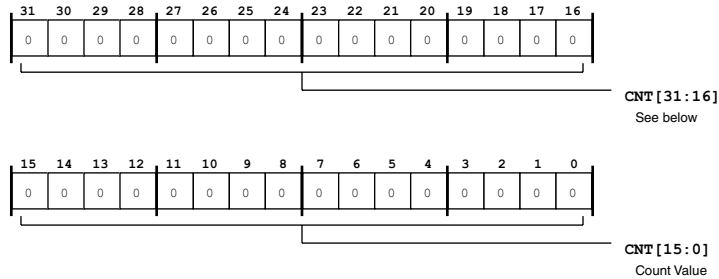 31 30 29 28 27 26 25 24 23 22 21 20 19 18 17 16
0 0 0 0 0 0 0 0 0 0 0 0 0 0 0 0
CNT[31:16]
See below
15 14 13 12 11 10 9 8 7 6 5 4 3 2 1 0
0 0 0 0 0 0 0 0 0 0 0 0 0 0 0 0
CNT[15:0]
Count Value